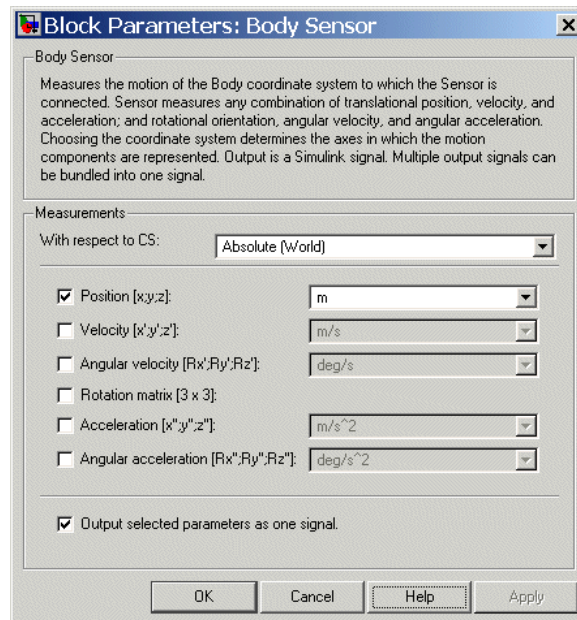 Block Parameters: Body Sensor
Body Sensor
Measures the motion of the Body coordinate system to which the Sensor is
connected. Sensor measures any combination of translational position, velocity, and
acceleration; and rotational orientation, angular velocity, and angular acceleration.
Choosing the coordinate system determines the axes in which the motion
components are represented. Output is a Simulink signal. Multiple output signals can
be bundled into one signal.
Measurements
With respect to CS: Absolute (World)
Position [x;y;z]: m
Velocity [x';y';z']: m/s
Angular velocity [Rx';Ry';Rz']: deg/s
Rotation matrix [3 x 3]:
Acceleration [x";y";z"]: m/s^2
Angular acceleration [Rx";Ry";Rz"]: deg/s^2
Output selected parameters as one signal.
OK Cancel Help Apply